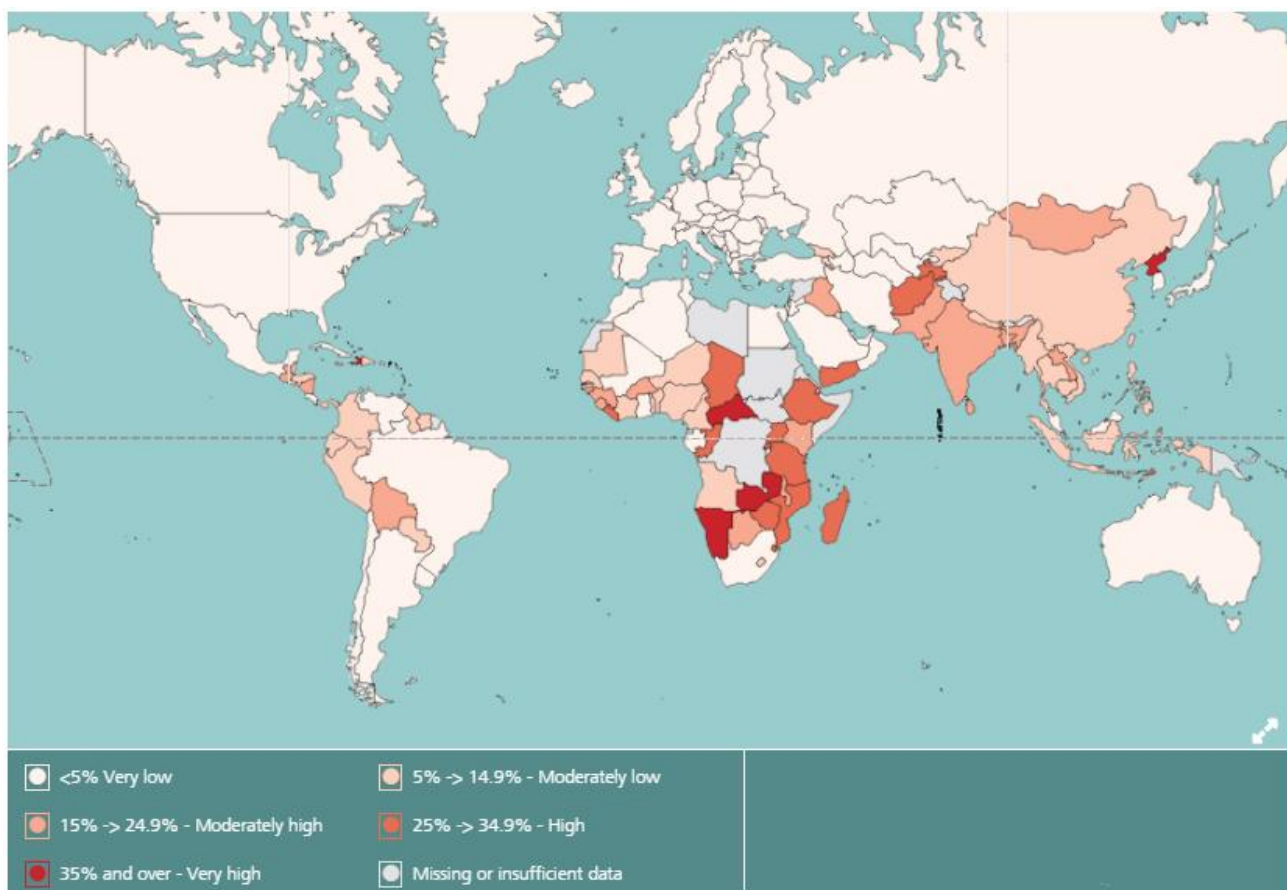 <5% Very low
5% -> 14.9% - Moderately low
15% -> 24.9% - Moderately high
25% -> 34.9% - High
35% and over - Very high
Missing or insufficient data